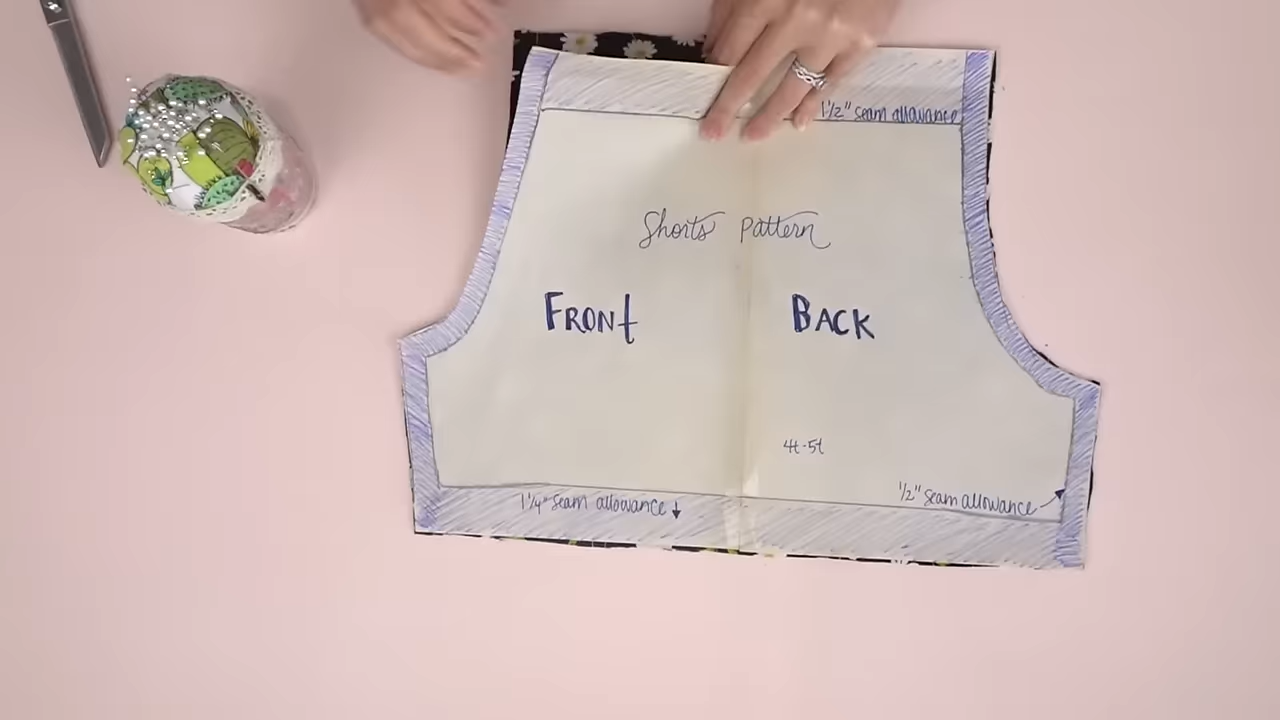 1 1/2" seam allowance
Shorts pattern
FRONt BACK
4t-5t
1 1/4" seam allowance
1/2" seam allowance